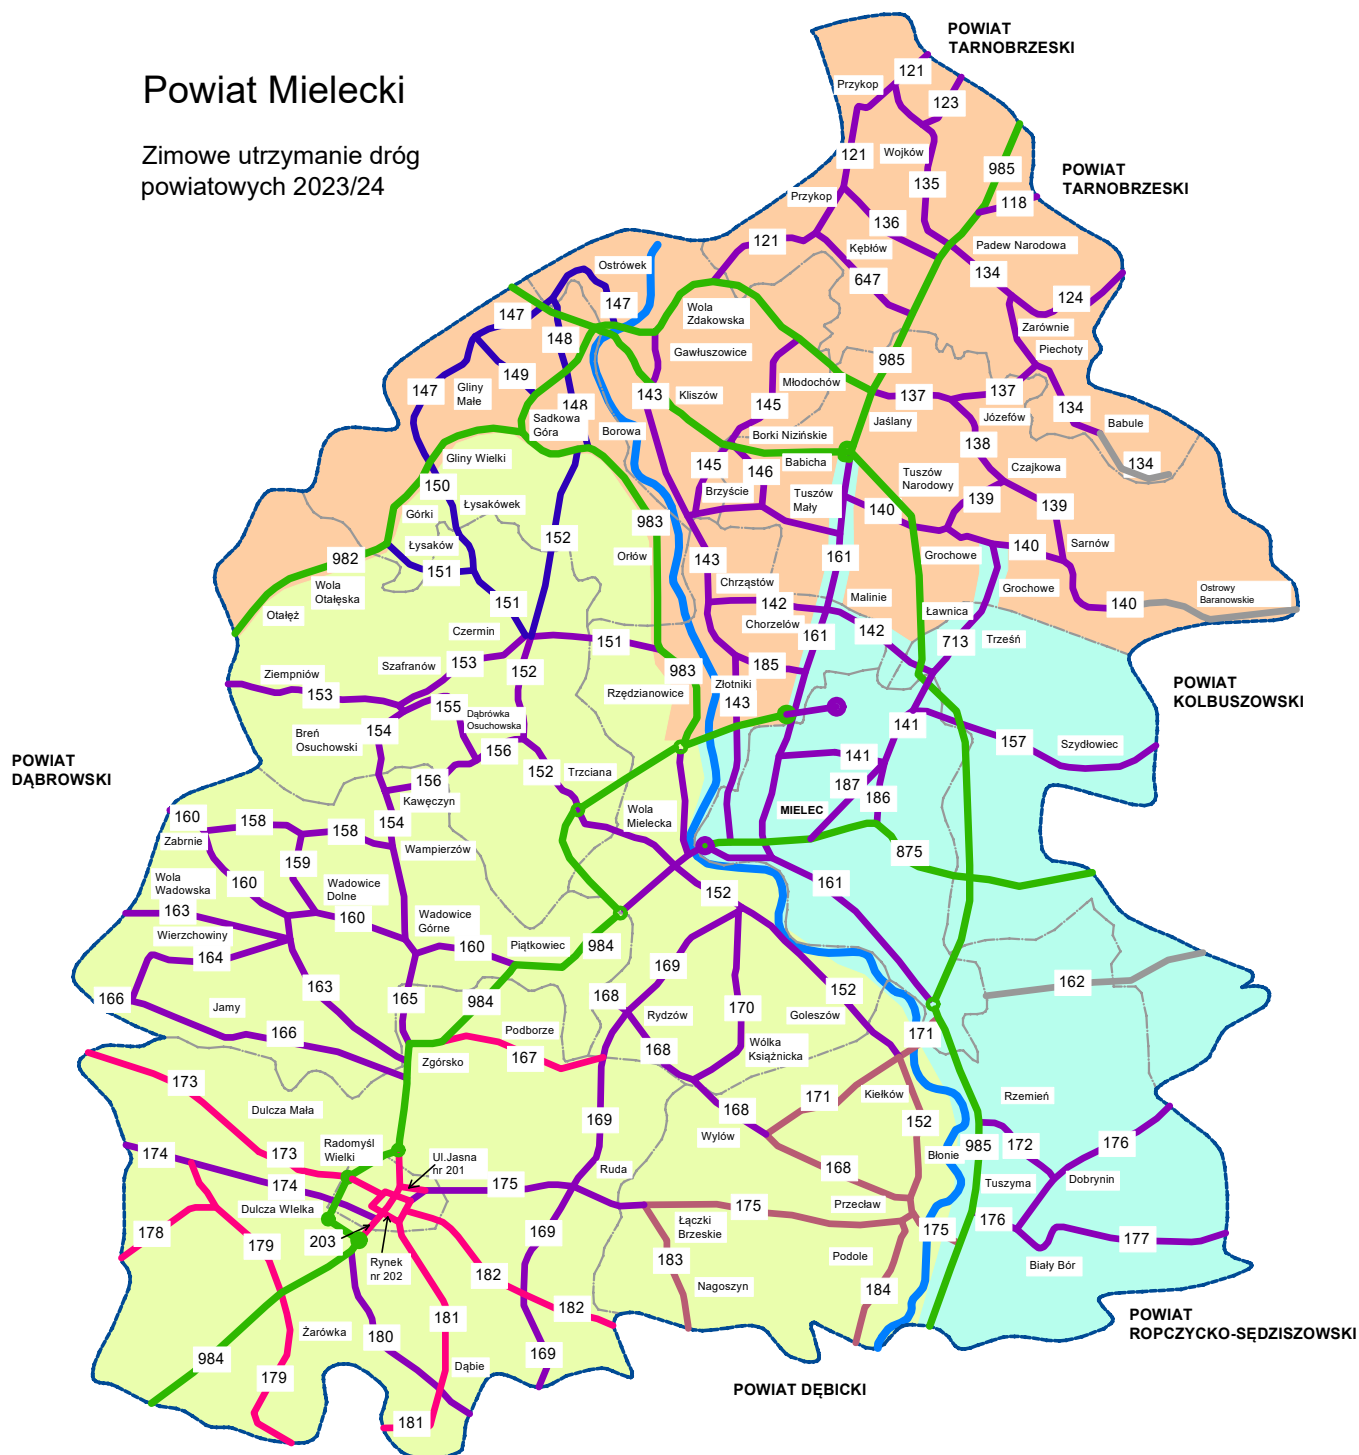 POWIAT
TARNOBRZESKI
Powiat Mielecki
Zimowe utrzymanie dróg
powiatowych 2023/24
121
Przykop
123
121
Wojków
985
POWIAT
TARNOBRZESKI
135
Przykop
118
136
121
Kębłów
Padew Narodowa
Ostrówek
134
647
124
147
147
Wola
Zdakowska
Zarównie
148
Piechoty
Gawłuszowice
985
149
Młodochów
147
Gliny
Małe
143
Kliszów
137
137
145
148
134
Józefów
Sadkowa
Góra
Borowa
Jaślany
Babule
Borki Nizińskie
138
Gliny Wielki
145
146
Babicha
Tuszów
Narodowy
Czajkowa
134
150
Brzyście
Tuszów
Mały
Łysakówek
139
139
Górki
140
983
152
Sarnów
Łysaków
Orłów
161
Grochowe
140
982
143
151
Chrząstów
Wola
Otałęska
Grochowe
Ostrowy
Baranowskie
Malinie
151
142
140
Otałęż
Ławnica
Chorzelów
Czermin
161
142
151
713
Trześń
Szafranów
153
185
Ziempniów
152
983
POWIAT
KOLBUSZOWSKI
153
Rzędzianowice
Złotniki
143
155
Dąbrówka
Osuchowska
154
Breń
Osuchowski
141
156
157
Szydłowiec
POWIAT
DĄBROWSKI
141
152
Trzciana
156
187
186
Kawęczyn
160
158
154
158
Wola
Mielecka
MIELEC
Zabrnie
Wampierzów
875
159
Wola
Wadowska
160
Wadowice
Dolne
161
152
163
160
Wadowice
Górne
Wierzchowiny
160
Piątkowiec
984
164
169
163
162
152
166
165
984
168
170
Jamy
Rydzów
Goleszów
166
Podborze
171
168
Wólka
Książnicka
167
Zgórsko
173
171
Kiełków
Rzemień
Dulcza Mała
168
169
152
Wylów
Radomyśl
Wielki
985
172
176
174
173
Ul.Jasna
nr 201
Błonie
Ruda
168
Dobrynin
174
175
Tuszyma
Dulcza Wielka
175
Przecław
178
Łączki
Brzeskie
176
169
175
203
179
177
Rynek
nr 202
183
Podole
182
Biały Bór
Nagoszyn
184
182
181
POWIAT
ROPCZYCKO-SĘDZISZOWSKI
Żarówka
180
984
169
Dąbie
179
POWIAT DĘBICKI
181